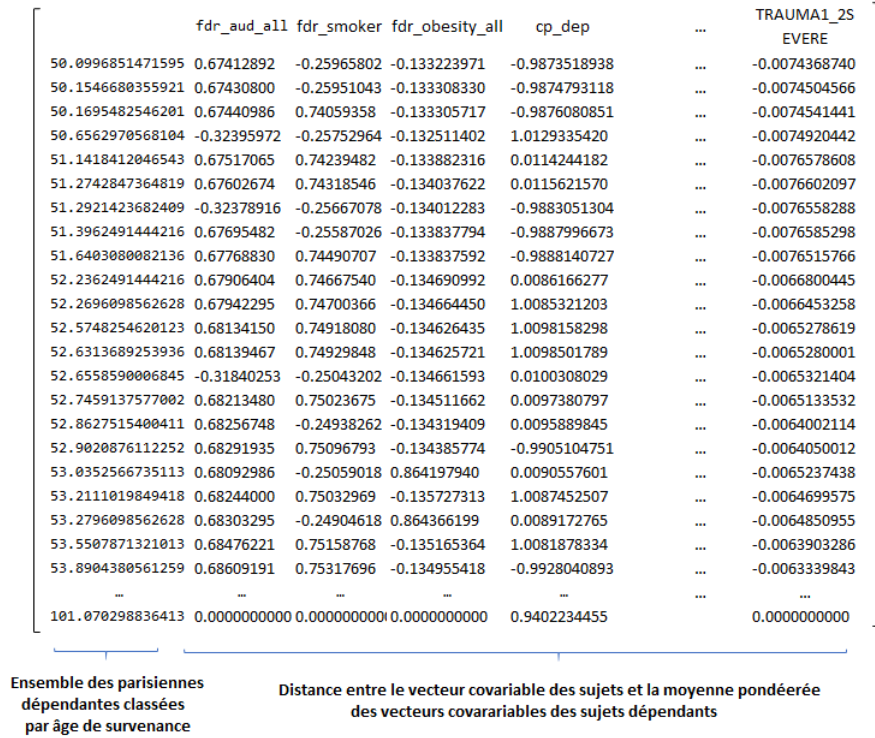 fdr_aud_all fdr_smoker fdr_obesity_all cp_dep ... TRAUMA1_2S
EVERE
50.0996851471595 0.67412892 -0.25965802 -0.133223971 -0.9873518938 ... -0.0074368740
50.1546680355921 0.67430800 -0.25951043 -0.133308330 -0.9874793118 ... -0.0074504566
50.1695482546201 0.67440986 0.74059358 -0.133305717 -0.9876080851 ... -0.0074541441
50.6562970568104 -0.32395972 -0.25752964 -0.132511402 1.0129335420 ... -0.0074920442
51.1418412046543 0.67517065 0.74239482 -0.133882316 0.0114244182 ... -0.0076578608
51.2742847364819 0.67602674 0.74318546 -0.134037622 0.0115621570 ... -0.0076602097
51.2921423682409 -0.32378916 -0.25667078 -0.134012283 -0.9883051304 ... -0.0076558288
51.3962491444216 0.67695482 -0.25587026 -0.133837794 -0.9887996673 ... -0.0076585298
51.6403080082136 0.67768830 0.74490707 -0.133837592 -0.9888140727 ... -0.0076515766
52.2362491444216 0.67906404 0.74667540 -0.134690992 0.0086166277 ... -0.0066800445
52.2696098562628 0.67942295 0.74700366 -0.134664450 1.0085321203 ... -0.0066453258
52.5748254620123 0.68134150 0.74918080 -0.134626435 1.0098158298 ... -0.0065278619
52.6313689253936 0.68139467 0.74929848 -0.134625721 1.0098501789 ... -0.0065280001
52.6558590006845 -0.31840253 -0.25043202 -0.134661593 0.0100308029 ... -0.0065321404
52.7459137577002 0.68213480 0.75023675 -0.134511662 0.0097380797 ... -0.0065133532
52.8627515400411 0.68256748 -0.24938262 -0.134319409 0.0095889845 ... -0.0064002114
52.9020876112252 0.68291935 0.75096793 -0.134385774 -0.9905104751 ... -0.0064050012
53.0352566735113 0.68092986 -0.25059018 0.864197940 0.0090557601 ... -0.0065237438
53.2111019849418 0.68244000 0.75032969 -0.135727313 1.0087452507 ... -0.0064699575
53.2796098562628 0.68303295 -0.24904618 0.864366199 0.0089172765 ... -0.0064850955
53.5507871321013 0.68476221 0.75158768 -0.135165364 1.0081878334 ... -0.0063903286
53.8904380561259 0.68609191 0.75317696 -0.134955418 -0.9928040893 ... -0.0063339843
... ... ... ... ... ... ...
101.070298836413 0.0000000000 0.000000000( 0.0000000000 0.9402234455 0.0000000000
Ensemble des parisiennes
dépendantes classées
par âge de survenance
Distance entre le vecteur covariable des sujets et la moyenne pondéerée
des vecteurs covarariables des sujets dépendants